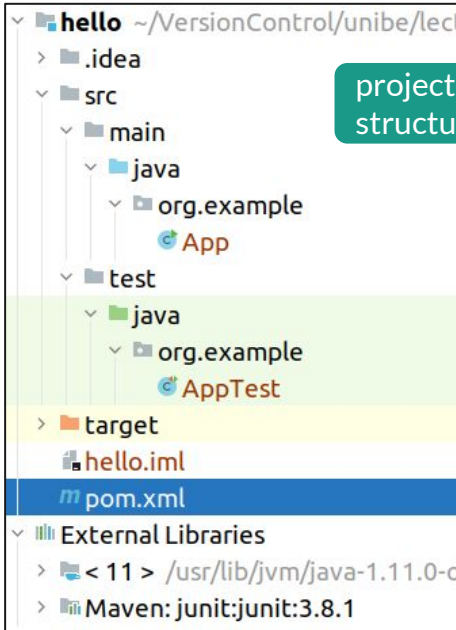 hello ~/VersionControl/unibe/lect
.idea
project
structu
src
main
java
org.example
App
test
java
org.example
AppTest
target
hello.iml
pom.xml
External Libraries
< 11 > /usr/lib/jvm/java-1.11.0-o
Maven: junit:junit:3.8.1